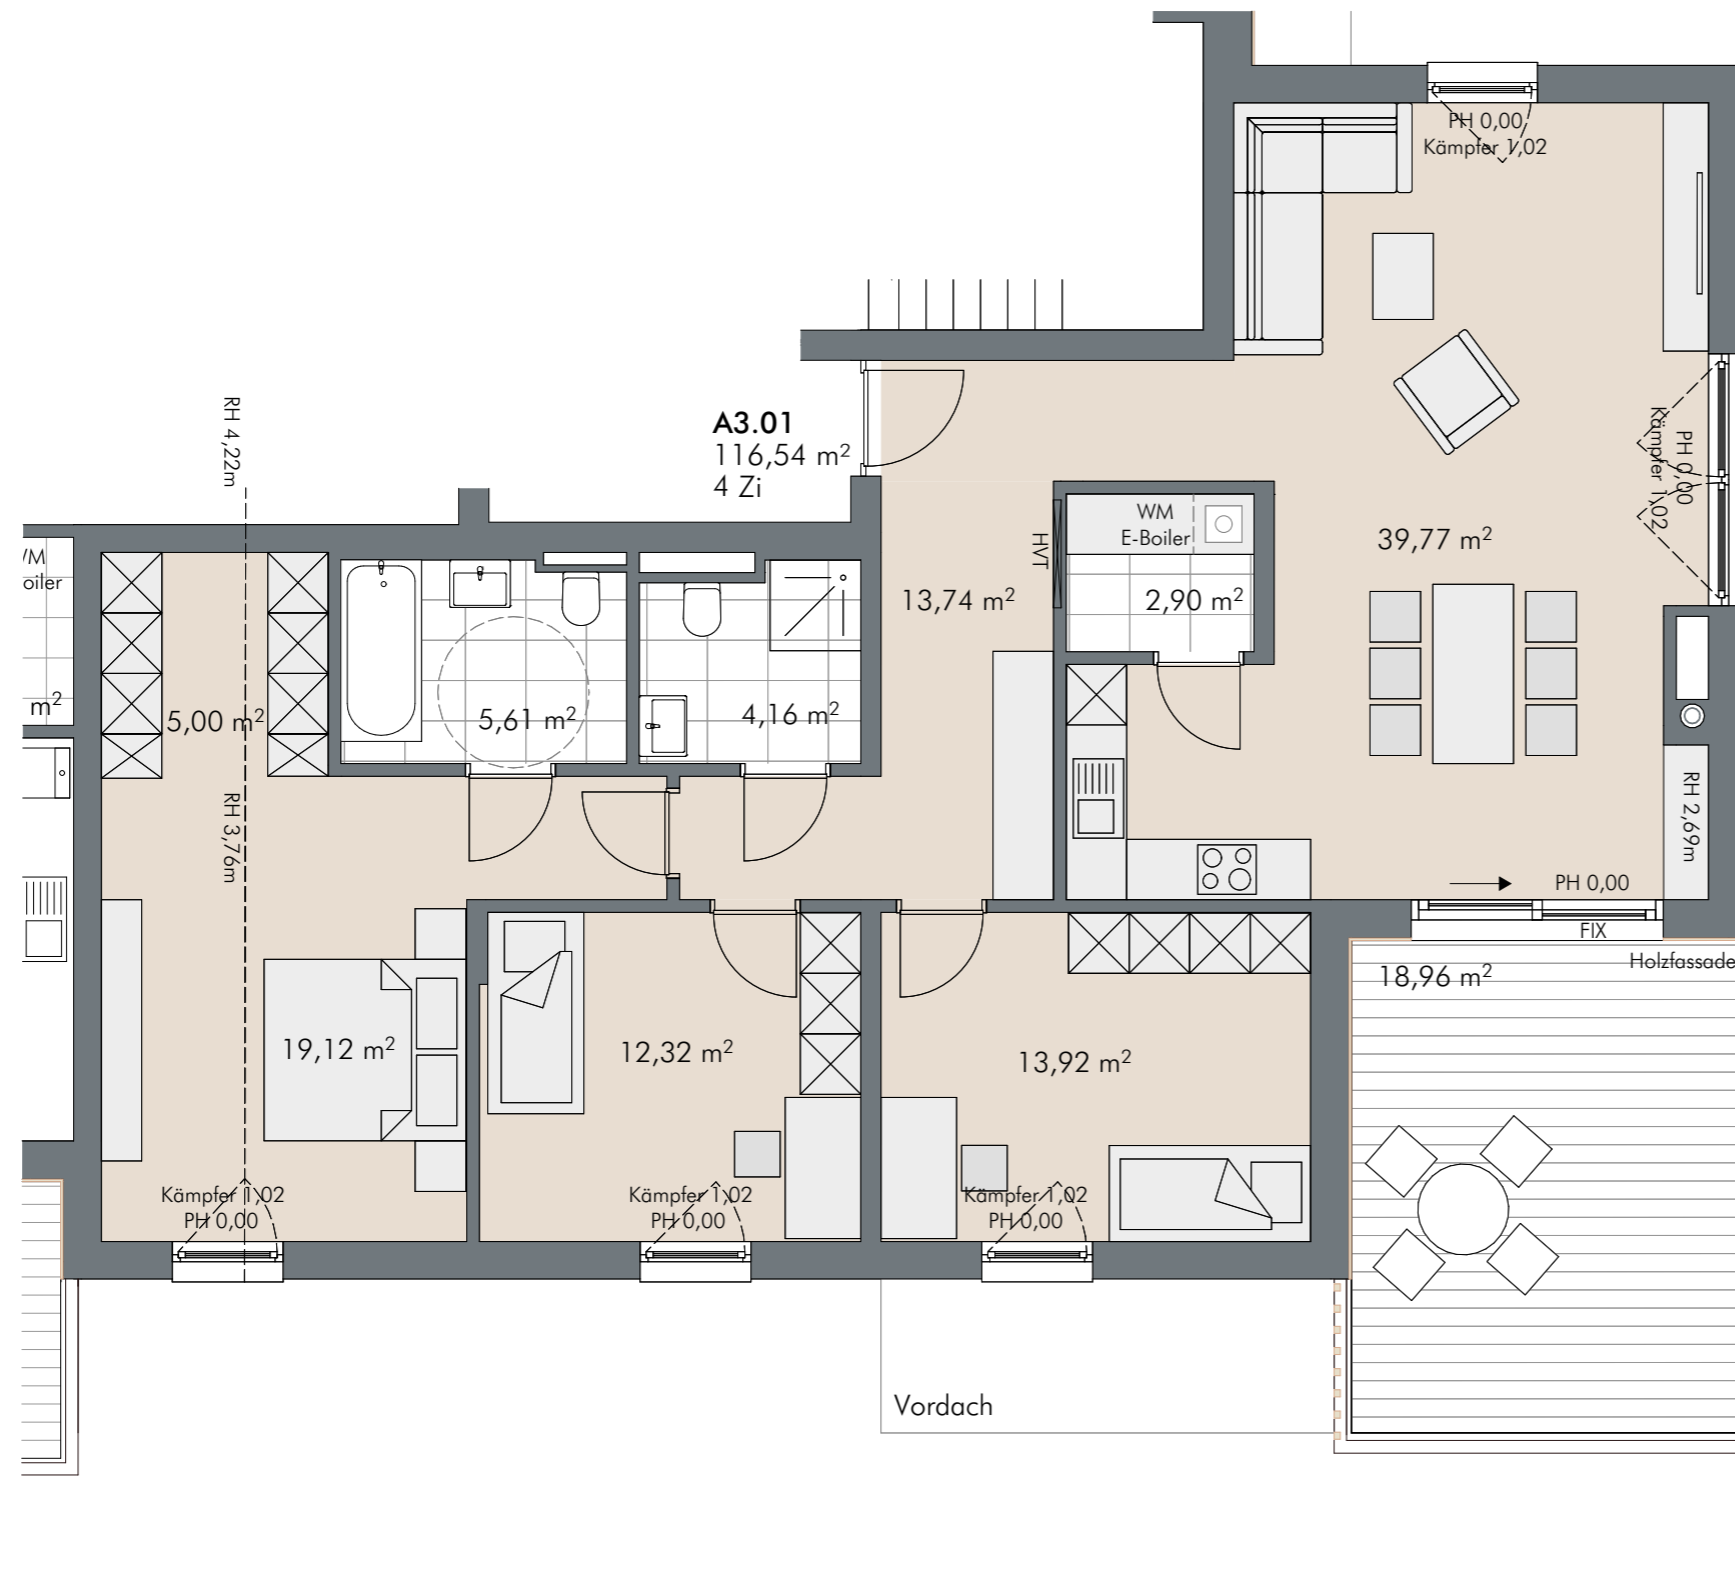 PH 0,00
Kämpfer 1,02
A3.01
116,54 m²
4 Zi
RH 4,22m
PH 0,00
Kämpfer 1,02
WM
E-Boiler
HVT
39,77 m²
13,74 m²
2,90 m²
m²
5,00 m²
5,61 m²
4,16 m²
RH 3,76m
RH 2,69m
PH 0,00
FIX
Holzfassade
18,96 m²
19,12 m²
12,32 m²
13,92 m²
Kämpfer 1,02
PH 0,00
Kämpfer 1,02
PH 0,00
Kämpfer 1,02
PH 0,00
Vordach